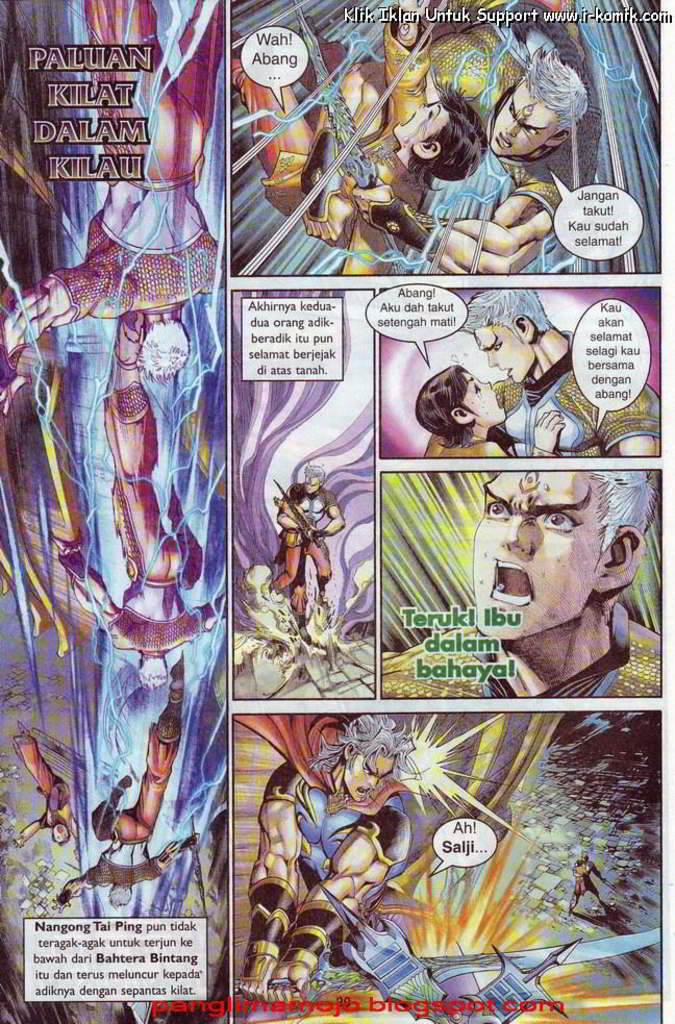 Klik Iklan Untuk Support www.i-komik.com
PALUAN
KILAT
DALAM
KILAU
Nangong Tai Ping pun tidak
teragak-agak untuk terjun ke
bawah dari Bahtera Bintang
itu dan terus meluncur kepada
adiknya dengan sepantas kilat.
Wah!
Abang
...
Jangan
takut!
Kau sudah
selamat!
Akhirnya kedua-
dua orang adik-
beradik itu pun
selamat berjejak
di atas tanah.
Abang!
Aku dah takut
setengah mati!
Kau
akan
selamat
selagi kau
bersama
dengan
abang!
Teruk! Ibu
dalam
bahaya!
Ah!
Salji...
30
panglimamoja.blogspot.com